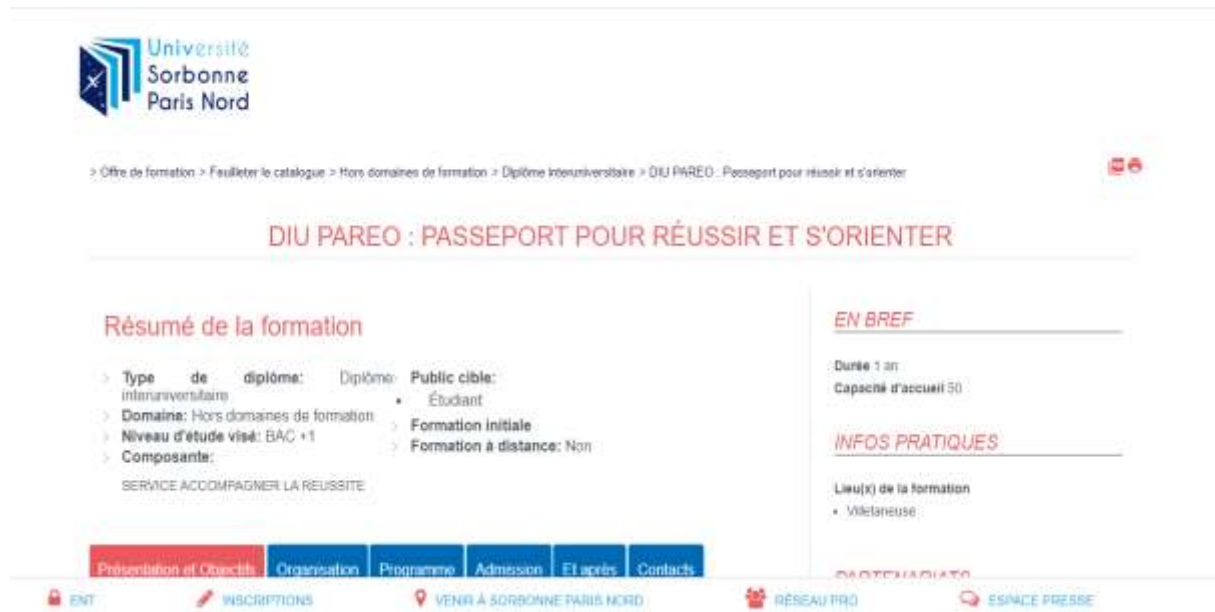 Université
Sorbonne
Paris Nord
> Offre de formation > Feuilleter le catalogue > Hors domaines de formation > Diplôme Interuniversitaire > DIU PAREO : Passeport pour réussir et s'orienter
DIU PAREO : PASSEPORT POUR RÉUSSIR ET S'ORIENTER
Résumé de la formation
Type de diplôme: Diplôme interuniversitaire
Domaine: Hors domaines de formation
Niveau d'étude visé: BAC +1
Composante:
SERVICE ACCOMPAGNER LA REUSSITE
Public cible:
Étudiant
Formation initiale
Formation à distance: Non
EN BREF
Durée 1 an
Capacité d'accueil 50
INFOS PRATIQUES
Lieu(x) de la formation
Villetaneuse
PARTENARIATS
Présentation et Objectifs
Organisation
Programme
Admission
Et après
Contacts
ENT
INSCRIPTIONS
VENIR À SORBONNE PARIS NORD
RÉSEAU PRO
ESPACE PRESSE